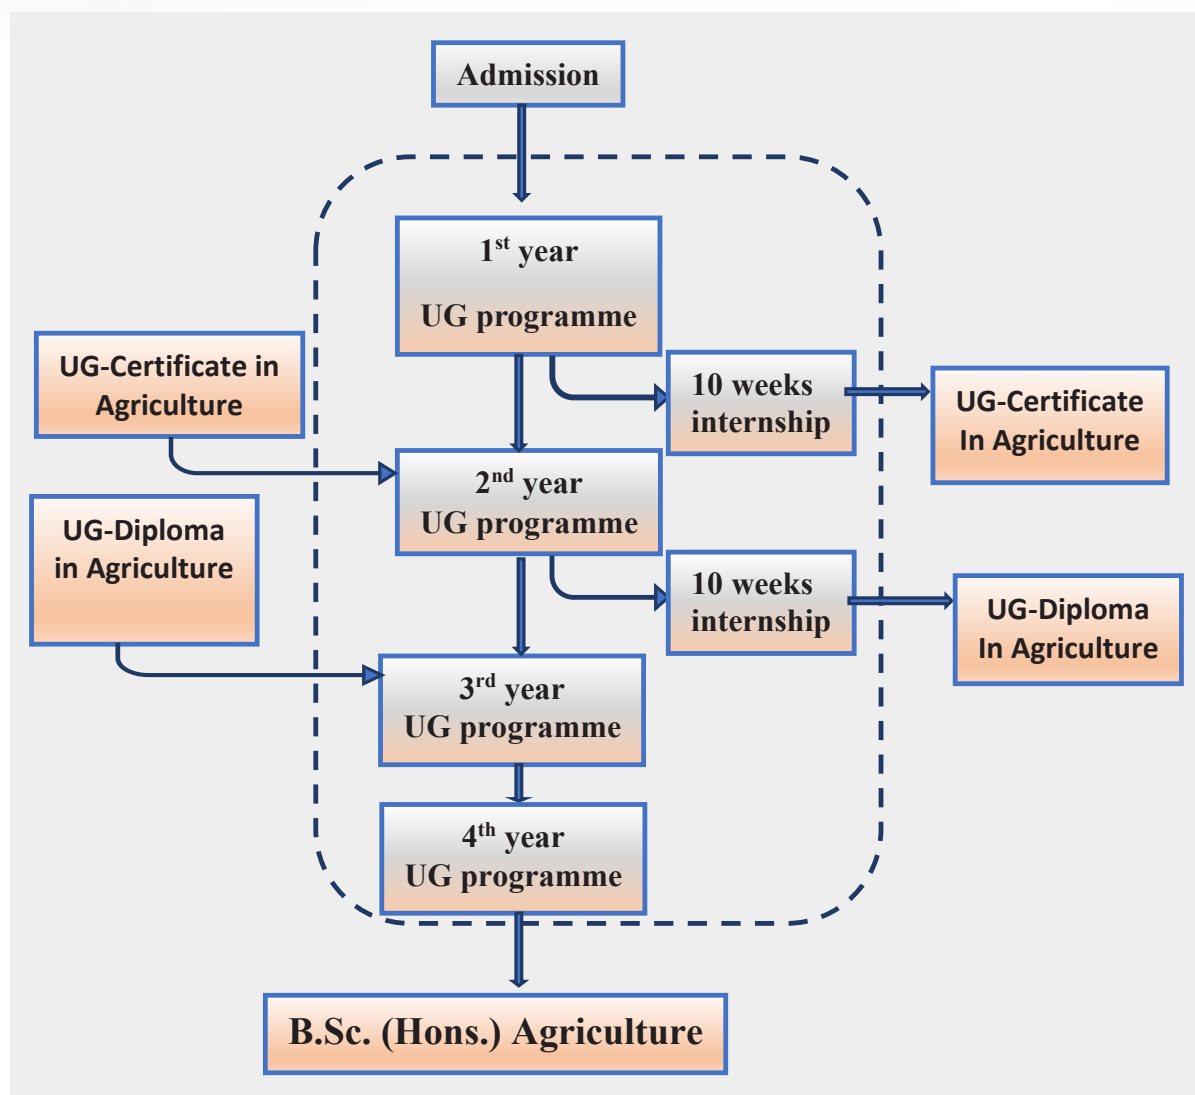 Admission
1st year
UG programme
UG-Certificate in
Agriculture
10 weeks
internship
UG-Certificate
In Agriculture
2nd year
UG programme
UG-Diploma
in Agriculture
10 weeks
internship
UG-Diploma
In Agriculture
3rd year
UG programme
4th year
UG programme
B.Sc. (Hons.) Agriculture